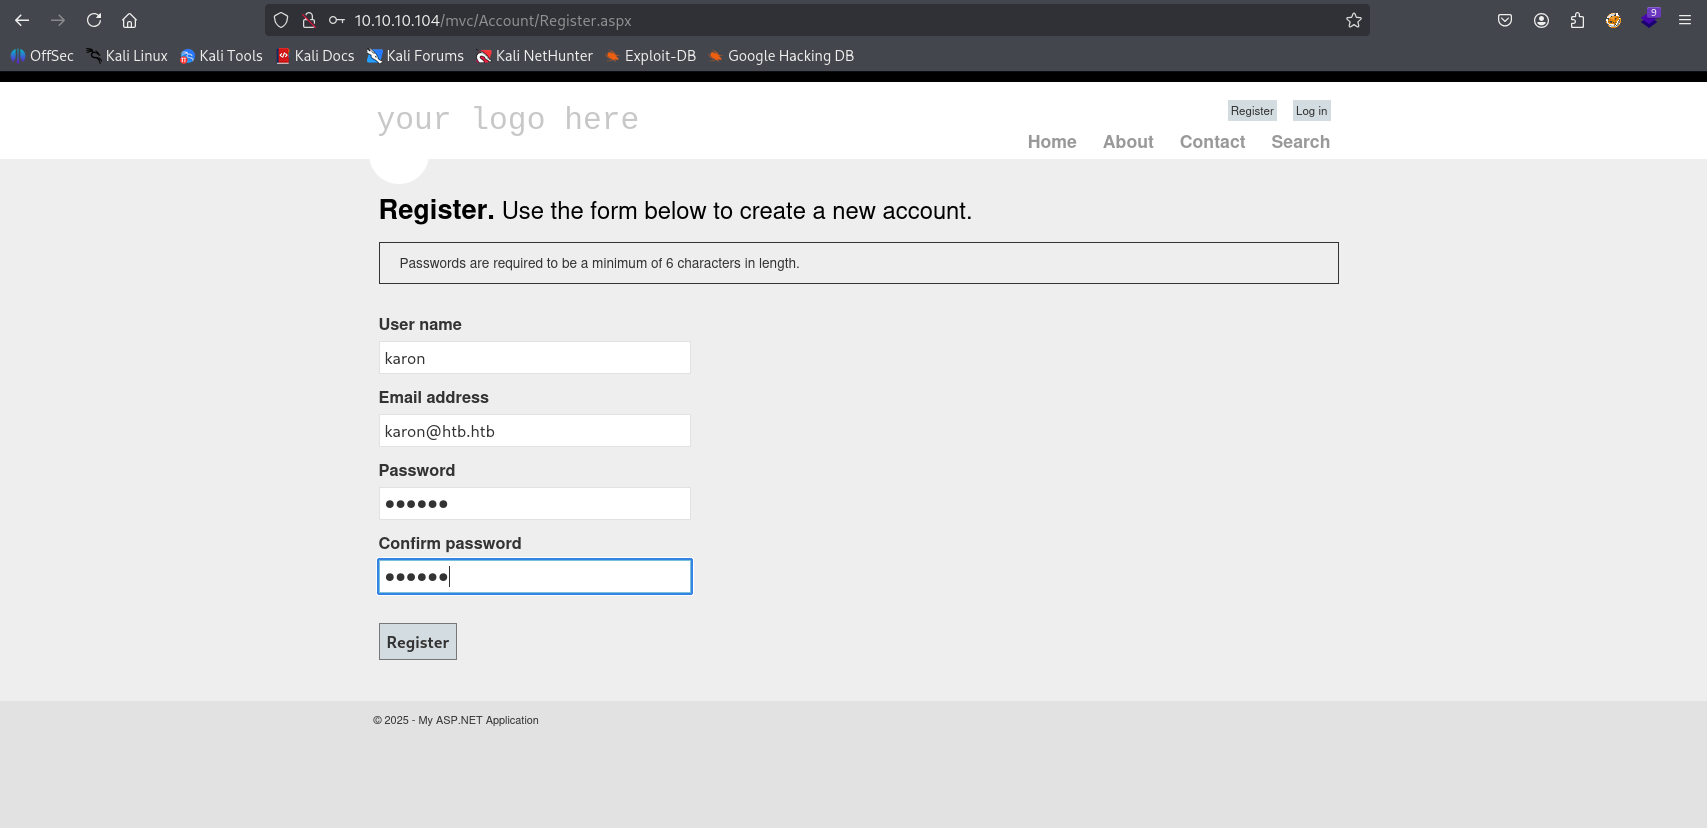 10.10.10.104/mvc/Account/Register.aspx
9
OffSec Kali Linux Kali Tools Kali Docs Kali Forums Kali NetHunter Exploit-DB Google Hacking DB
your logo here
Register Log in
Home About Contact Search
Register. Use the form below to create a new account.
Passwords are required to be a minimum of 6 characters in length.
User name
karon
Email address
karon@htb.htb
Password
●●●●●●
Confirm password
●●●●●●
Register
© 2025 - My ASP.NET Application